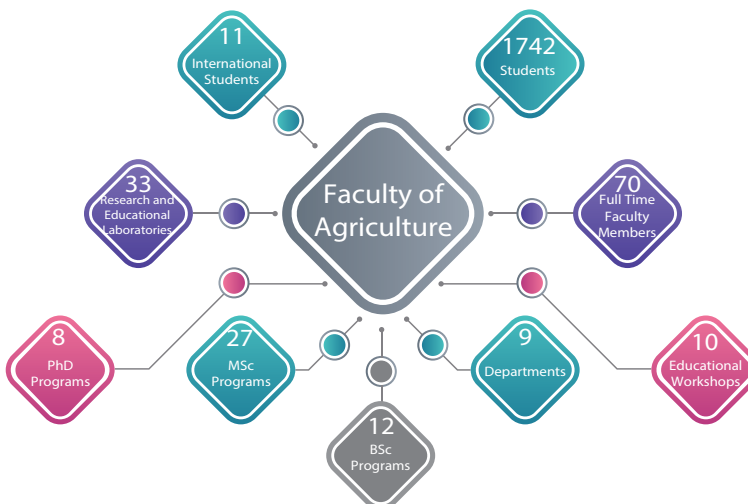 11
International
Students
1742
Students
Faculty of
Agriculture
33
Research and
Educational
Laboratories
70
Full Time
Faculty
Members
8
PhD
Programs
27
MSc
Programs
12
BSc
Programs
9
Departments
10
Educational
Workshops